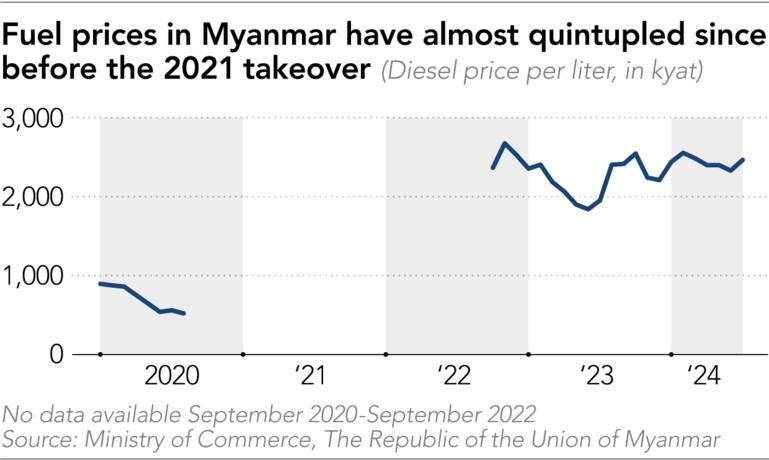 Fuel prices in Myanmar have almost quintupled since
before the 2021 takeover (Diesel price per liter, in kyat)
3,000
2,000
1,000
0
2020
‘21
‘22
‘23
‘24
No data available September 2020-September 2022
Source: Ministry of Commerce, The Republic of the Union of Myanmar